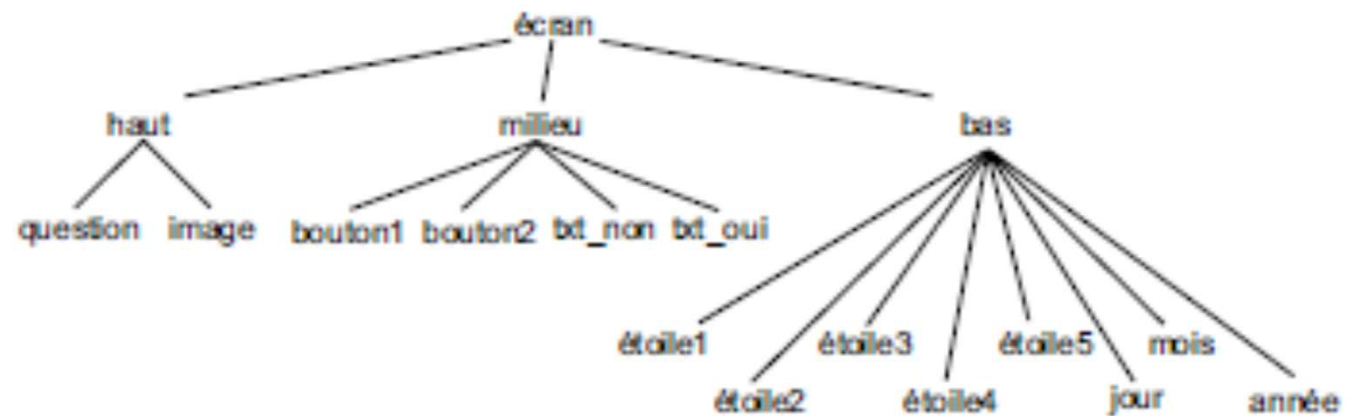 écran
haut milieu bas
question image bouton1 bouton2 txt_non txt_oui
étoile1 étoile3 étoile5 mois
étoile2 étoile4 jour année